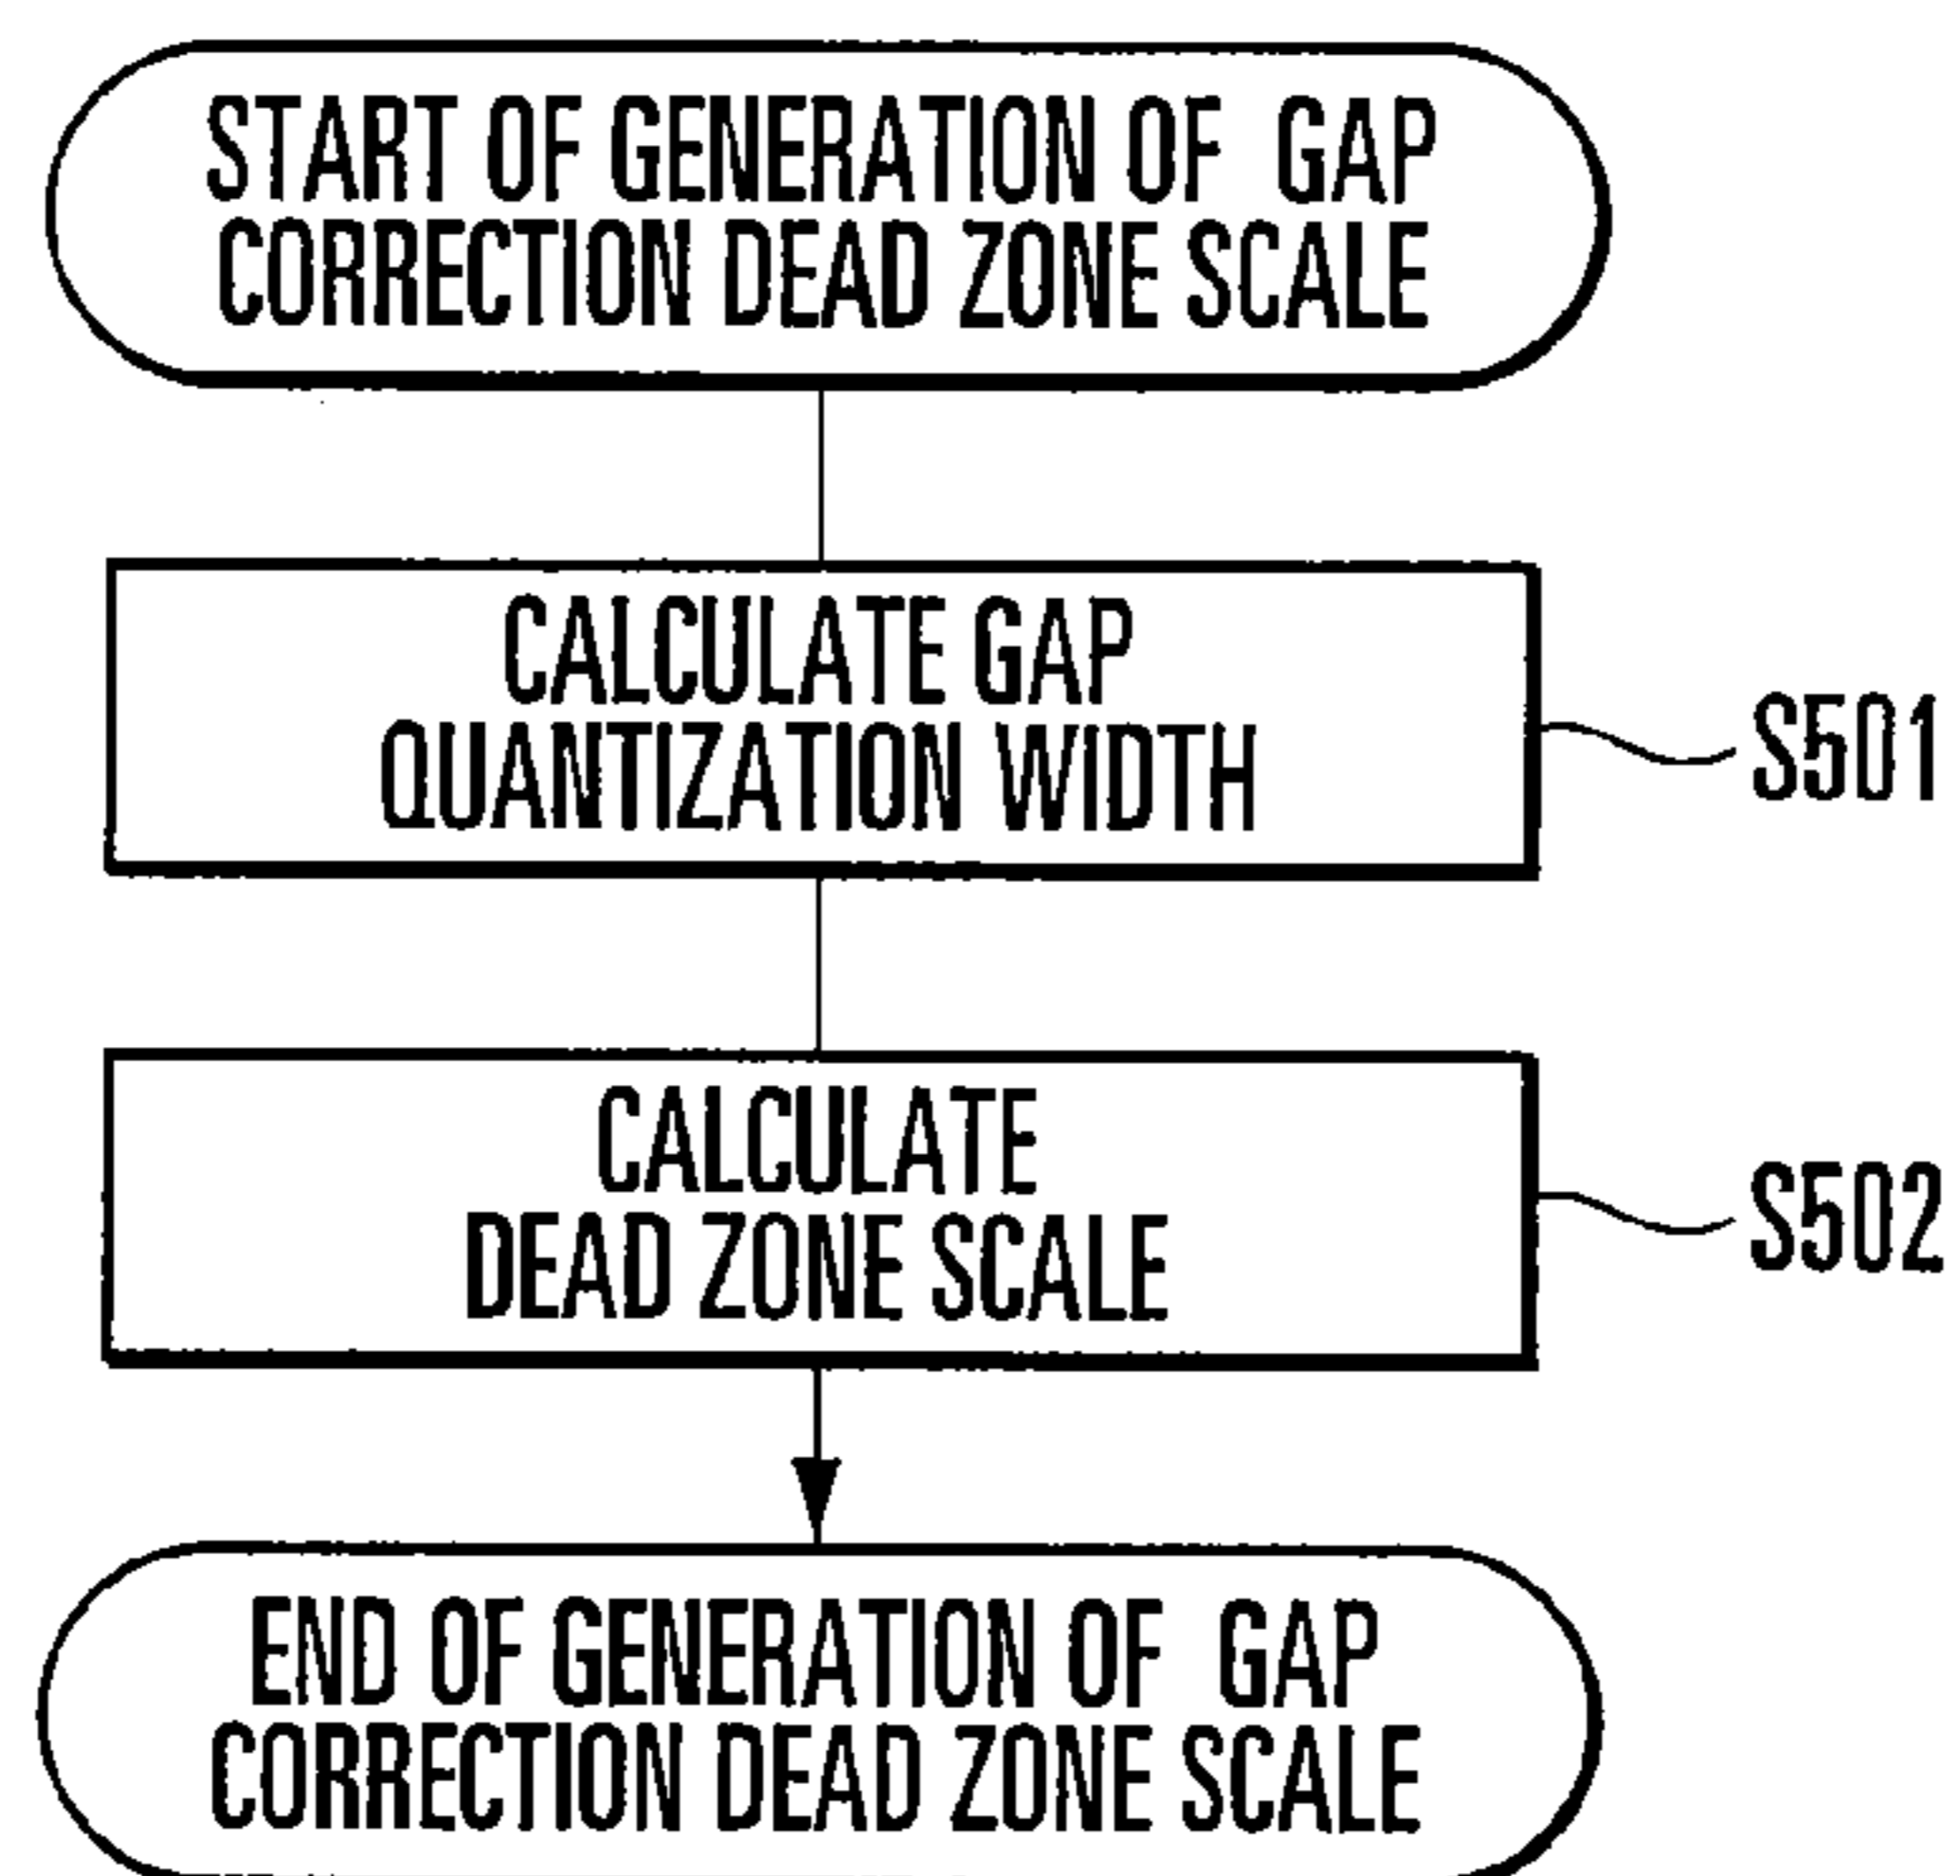 START OF GENERATION OF GAP
CORRECTION DEAD ZONE SCALE
CALCULATE GAP
QUANTIZATION WIDTH
S501
CALCULATE
DEAD ZONE SCALE
S502
END OF GENERATION OF GAP
CORRECTION DEAD ZONE SCALE